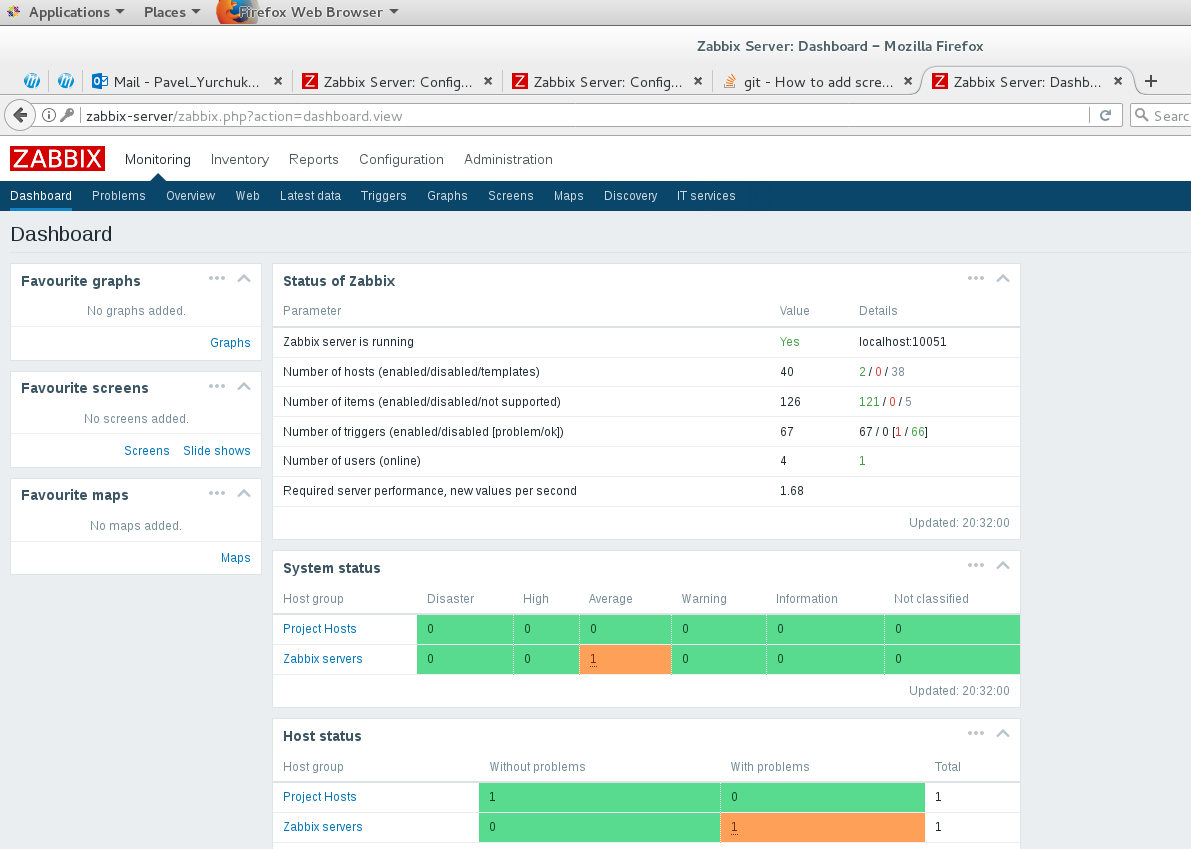 Applications Places Firefox Web Browser
Zabbix Server: Dashboard – Mozilla Firefox
Mail - Pavel_Yurchuk... Zabbix Server: Config... Zabbix Server: Config... git - How to add scre... Zabbix Server: Dashb...
zabbix-server/zabbix.php?action=dashboard.view Searc
ZABBIX Monitoring Inventory Reports Configuration Administration
Dashboard Problems Overview Web Latest data Triggers Graphs Screens Maps Discovery IT services
Dashboard
Favourite graphs
No graphs added.
Graphs
Favourite screens
No screens added.
Screens Slide shows
Favourite maps
No maps added.
Maps
Status of Zabbix
Parameter Value Details
Zabbix server is running Yes localhost:10051
Number of hosts (enabled/disabled/templates) 40 2 / 0 / 38
Number of items (enabled/disabled/not supported) 126 121 / 0 / 5
Number of triggers (enabled/disabled [problem/ok]) 67 67 / 0 [1 / 66]
Number of users (online) 4 1
Required server performance, new values per second 1.68
Updated: 20:32:00
System status
Host group Disaster High Average Warning Information Not classified
Project Hosts 0 0 0 0 0 0
Zabbix servers 0 0 1 0 0 0
Updated: 20:32:00
Host status
Host group Without problems With problems Total
Project Hosts 1 0 1
Zabbix servers 0 1 1